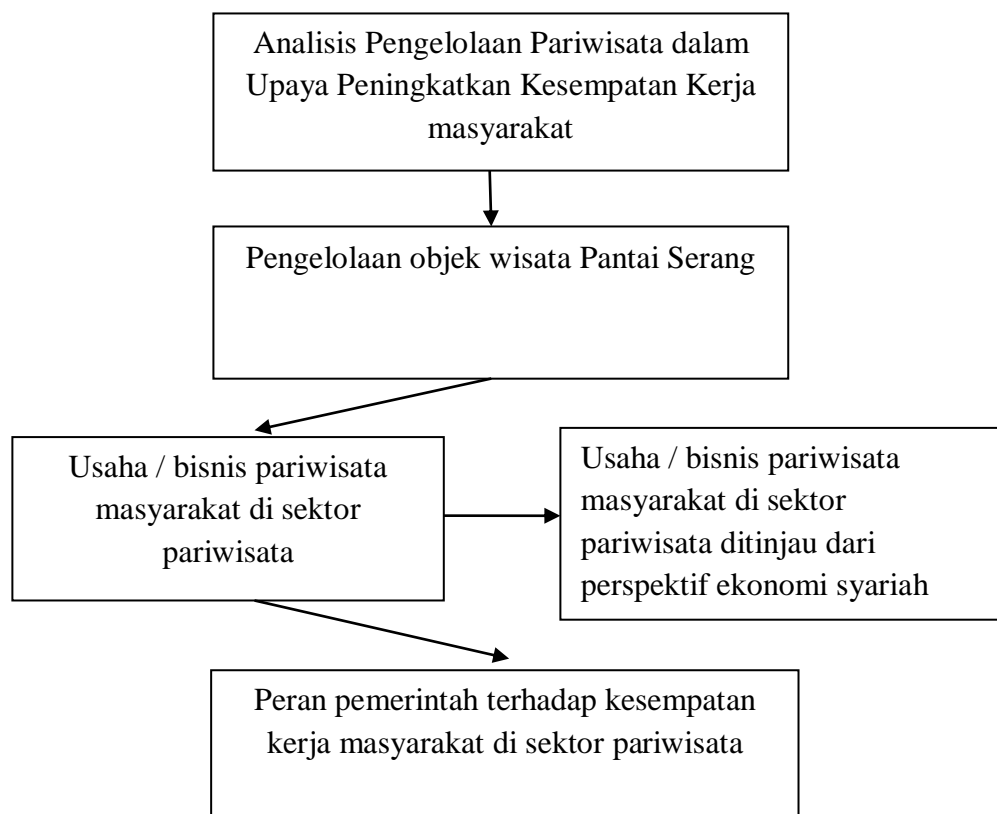 Analisis Pengelolaan Pariwisata dalam
Upaya Peningkatkan Kesempatan Kerja
masyarakat
Pengelolaan objek wisata Pantai Serang
Usaha / bisnis pariwisata
masyarakat di sektor
pariwisata
Usaha / bisnis pariwisata
masyarakat di sektor
pariwisata ditinjau dari
perspektif ekonomi syariah
Peran pemerintah terhadap kesempatan
kerja masyarakat di sektor pariwisata